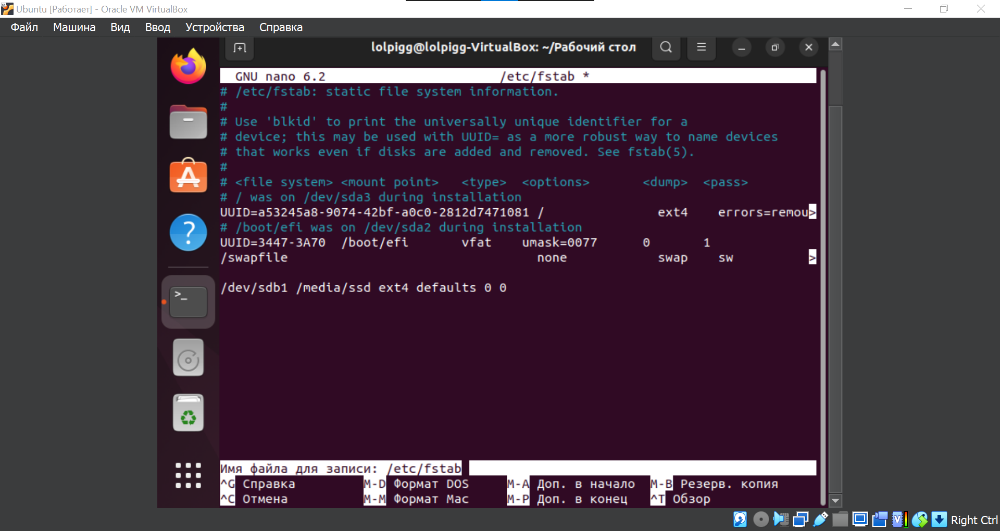 Ubuntu [Работает] - Oracle VM VirtualBox
Файл Машина Вид Ввод Устройства Справка
lolpigg@lolpigg-VirtualBox: ~/Рабочий стол
GNU nano 6.2 /etc/fstab *
# /etc/fstab: static file system information.
#
# Use 'blkid' to print the universally unique identifier for a
# device; this may be used with UUID= as a more robust way to name devices
# that works even if disks are added and removed. See fstab(5).
#
# <file system> <mount point>   <type>  <options>       <dump>  <pass>
# / was on /dev/sda3 during installation
UUID=a53245a8-9074-42bf-a0c0-2812d7471081 /               ext4    errors=remou>
# /boot/efi was on /dev/sda2 during installation
UUID=3447-3A70  /boot/efi       vfat    umask=0077      0       1
/swapfile                                 none            swap    sw          >
/dev/sdb1 /media/ssd ext4 defaults 0 0
Имя файла для записи: /etc/fstab
^G Справка M-D Формат DOS M-A Доп. в начало M-B Резерв. копия
^C Отмена M-M Формат Mac M-P Доп. в конец ^T Обзор
Right Ctrl